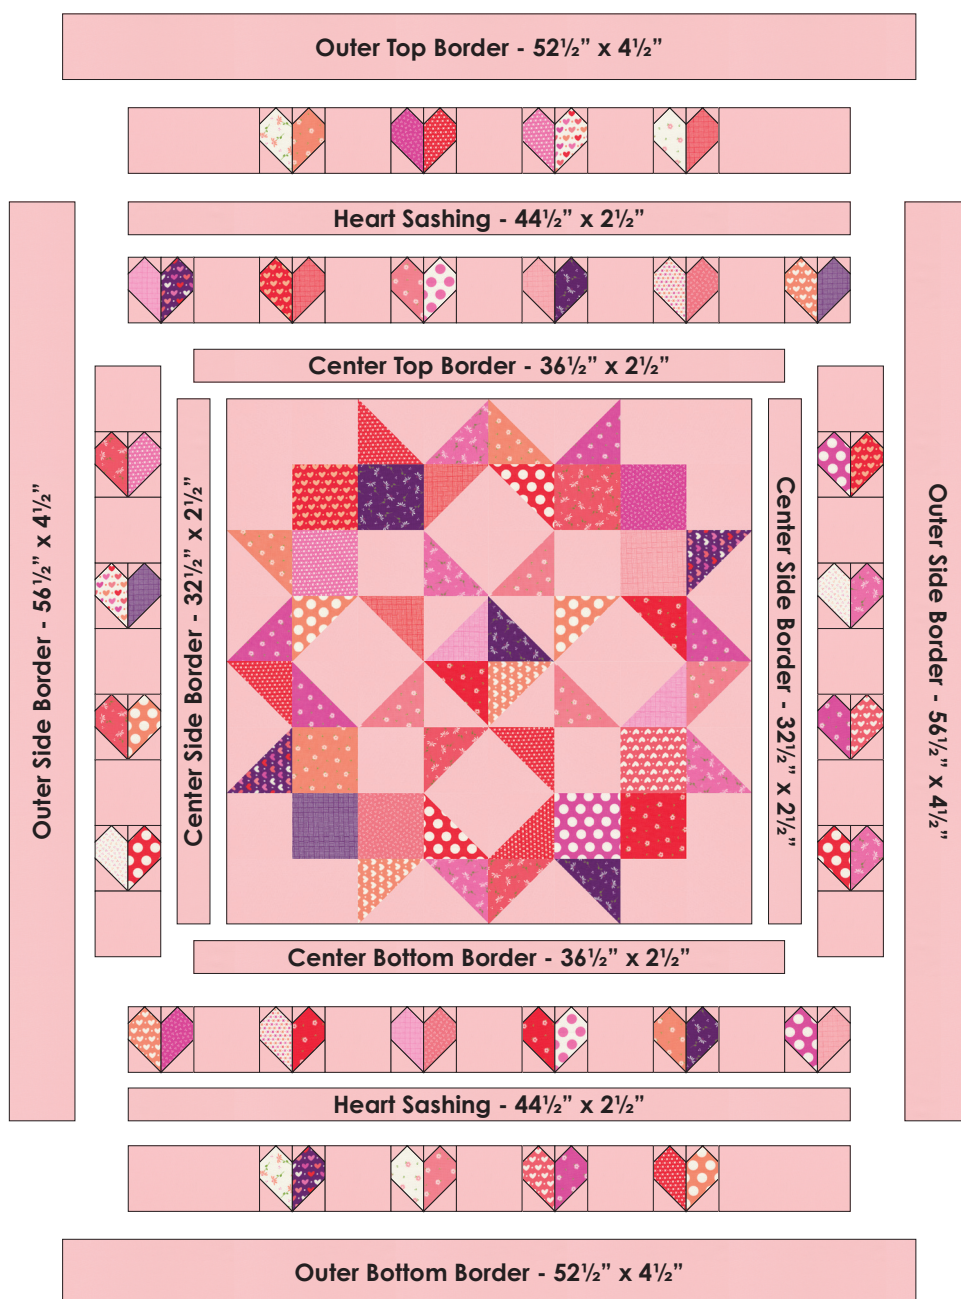 Outer Top Border - 52½” x 4½”
Heart Sashing - 44½” x 2½”
Center Top Border - 36½” x 2½”
Outer Side Border - 56½” x 4½”
Center Side Border - 32½” x 2½”
Center Side Border - 32½” x 2½”
Outer Side Border - 56½” x 4½”
Center Bottom Border - 36½” x 2½”
Heart Sashing - 44½” x 2½”
Outer Bottom Border - 52½” x 4½”